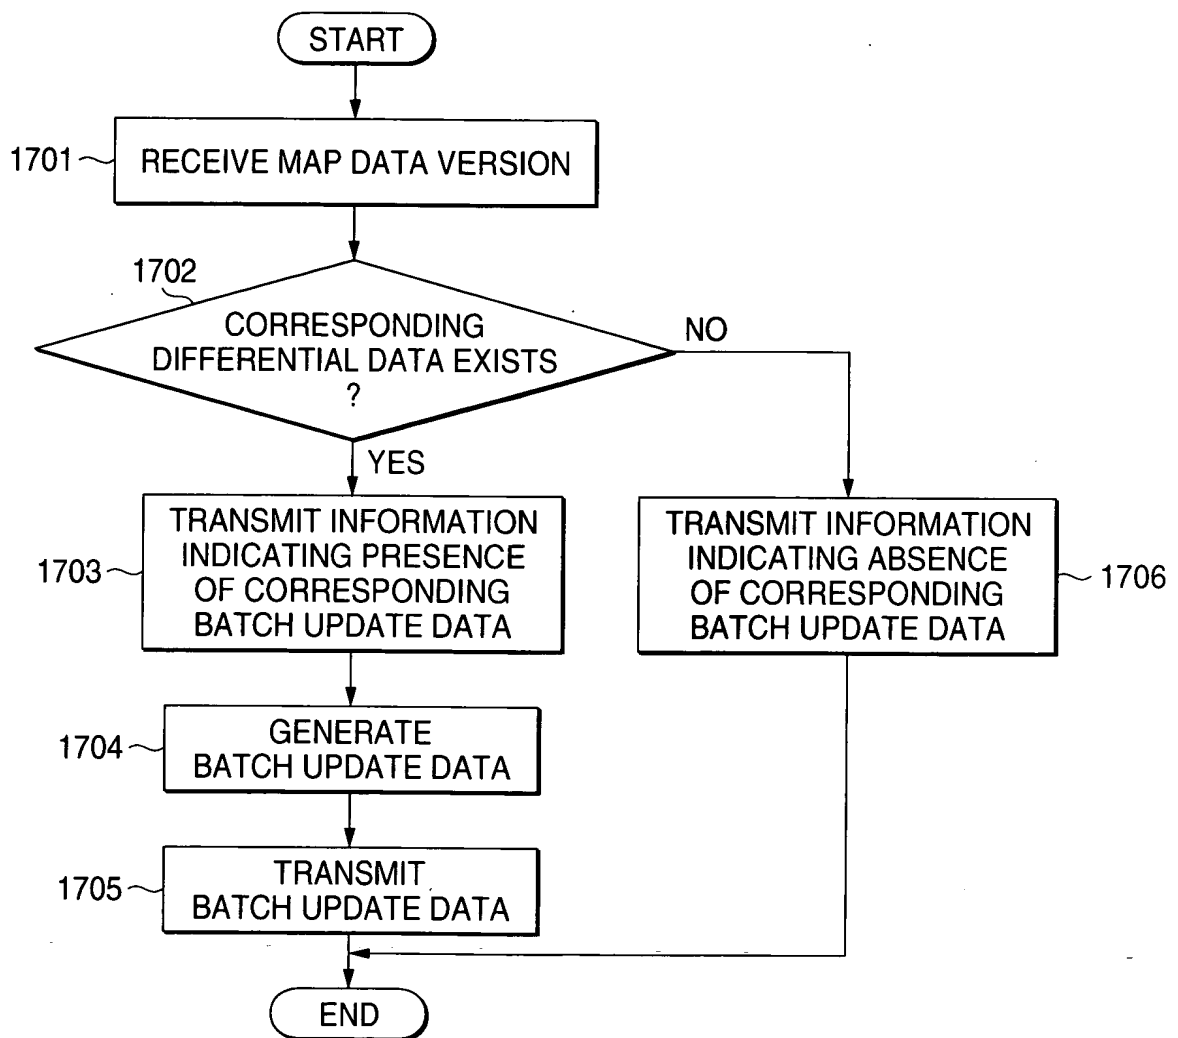 START
1701
RECEIVE MAP DATA VERSION
1702
CORRESPONDING
DIFFERENTIAL DATA EXISTS
?
NO
YES
1703
TRANSMIT INFORMATION
INDICATING PRESENCE
OF CORRESPONDING
BATCH UPDATE DATA
TRANSMIT INFORMATION
INDICATING ABSENCE
OF CORRESPONDING
BATCH UPDATE DATA
1706
1704
GENERATE
BATCH UPDATE DATA
1705
TRANSMIT
BATCH UPDATE DATA
END